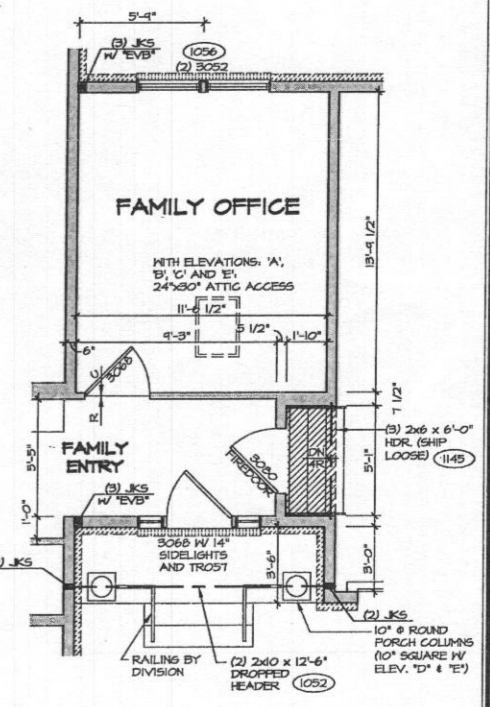 5'-9"
(3) JKS
W/ "EVB"
1056
(2) 3052
FAMILY OFFICE
WITH ELEVATIONS: 'A',
'B', 'C' AND 'E':
24"x30" ATTIC ACCESS
11'-6 1/2"
9'-3"
5 1/2"
1'-10"
6"
13'-9 1/2"
3068
C
R
7 1/2"
FAMILY
ENTRY
5'-5"
3080
FIREDOOR
DN
4R
5'-1"
(3) 2x6 x 6'-0"
HDR. (SHIP
LOOSE)
1145
1'-0"
(3) JKS
W/ "EVB"
3068 W/ 14"
SIDELIGHTS
AND TROST
3'-6"
3'-0"
) JKS
(2) JKS
RAILING BY
DIVISION
(2) 2x10 x 12'-6"
DROPPED
HEADER
1052
10" Φ ROUND
PORCH COLUMNS
(10" SQUARE W/
ELEV. "D" & "E")